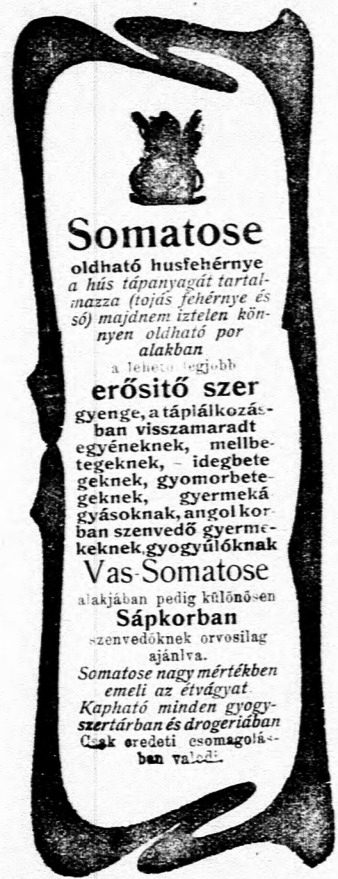 Somatose
oldható husfehérnye
a hús tápanyagát tartal-
mazza (tojás fehérnye és
só) majdnem iztelen kön-
nyen oldható por
alakban
a lehető legjobb
erősitő szer
gyenge, a táplálkozás-
ban visszamaradt
egyéneknek, mellbe-
tegeknek, - idegbete
geknek, gyomorbete-
geknek, gyermeká
gyásoknak, angol kor
ban szenvedő gyerme-
keknek, gyogyúlóknak
Vas-Somatose
alakjában pedig különösen
Sápkorban
szenvedőknek orvosilag
ajánlva.
Somatose nagy mértékben
emeli az étvágyat
Kapható minden gyogy-
szertárban és drogeriában
Csak eredeti csomagolás-
ban valódi.